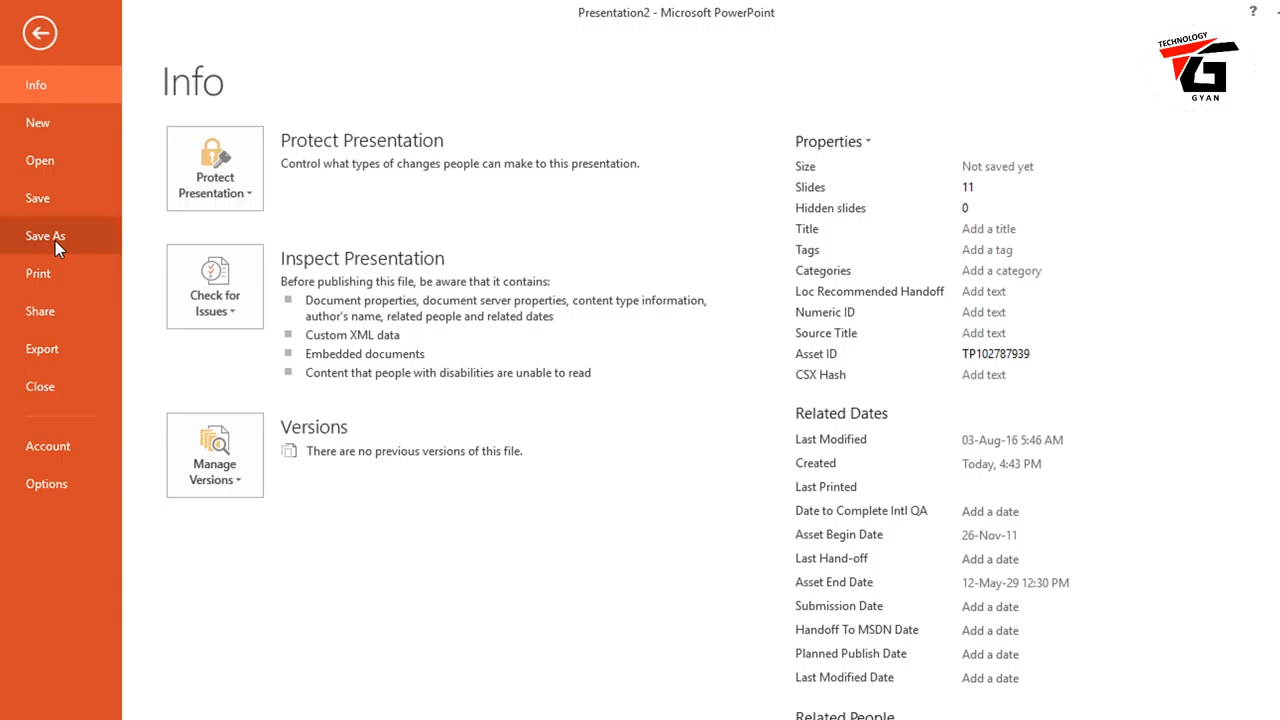 Presentation2 - Microsoft PowerPoint
?
TECHNOLOGY
GYAN
Info
New
Open
Save
Save As
Print
Share
Export
Close
Account
Options
Info
Protect Presentation
Protect Presentation
Control what types of changes people can make to this presentation.
Check for Issues
Inspect Presentation
Before publishing this file, be aware that it contains:
Document properties, document server properties, content type information,
author's name, related people and related dates
Custom XML data
Embedded documents
Content that people with disabilities are unable to read
Manage Versions
Versions
There are no previous versions of this file.
Properties
Size Not saved yet
Slides 11
Hidden slides 0
Title Add a title
Tags Add a tag
Categories Add a category
Loc Recommended Handoff Add text
Numeric ID Add text
Source Title Add text
Asset ID TP102787939
CSX Hash Add text
Related Dates
Last Modified 03-Aug-16 5:46 AM
Created Today, 4:43 PM
Last Printed
Date to Complete Intl QA Add a date
Asset Begin Date 26-Nov-11
Last Hand-off Add a date
Asset End Date 12-May-29 12:30 PM
Submission Date Add a date
Handoff To MSDN Date Add a date
Planned Publish Date Add a date
Last Modified Date Add a date
Related People